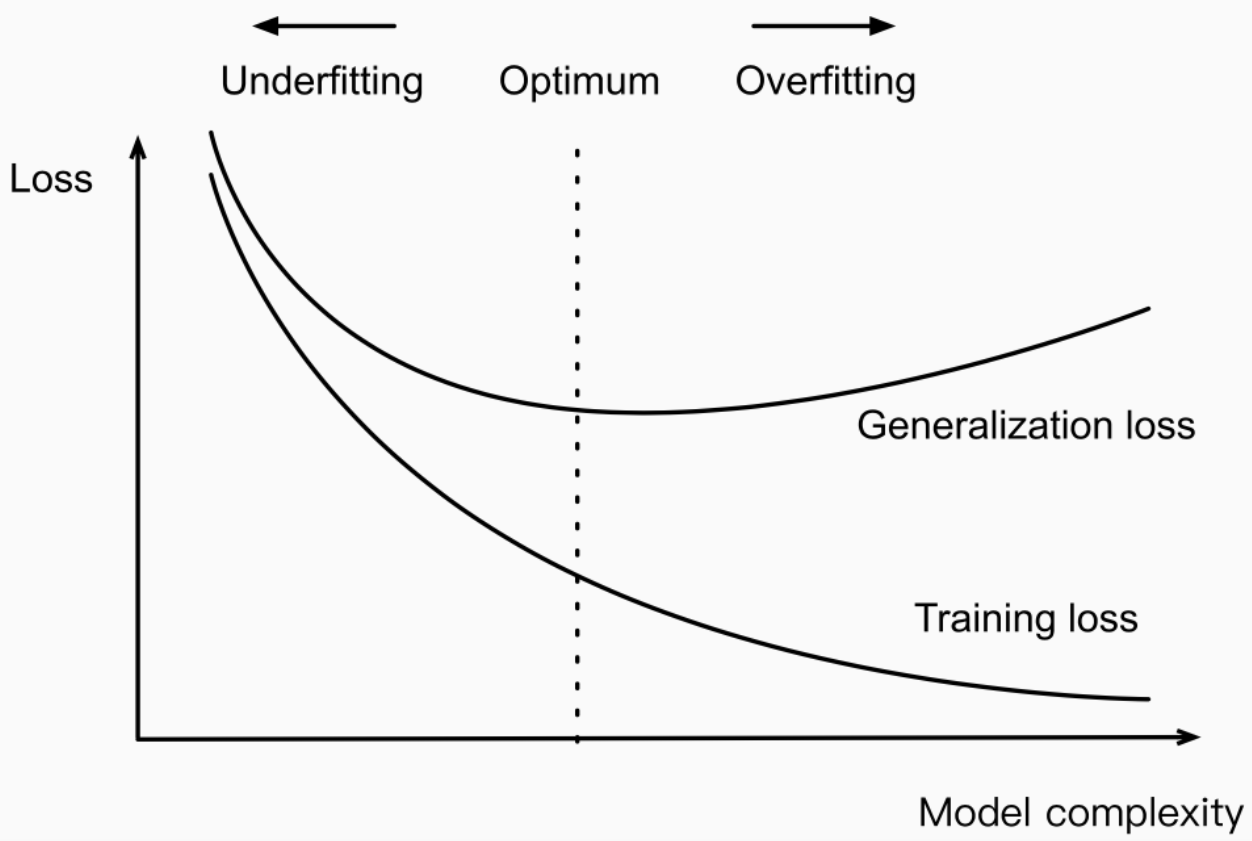 Underfitting Optimum Overfitting
Loss
Generalization loss
Training loss
Model complexity